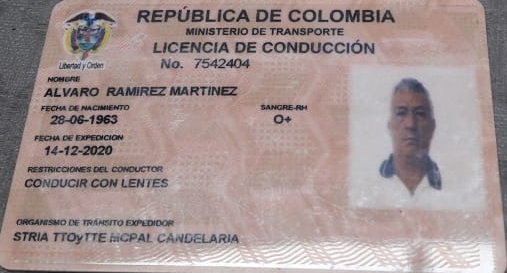 REPÚBLICA DE COLOMBIA
MINISTERIO DE TRANSPORTE
LICENCIA DE CONDUCCIÓN
Libertad y Orden
No. 7542404
NOMBRE
ALVARO RAMIREZ MARTINEZ
FECHA DE NACIMIENTO SANGRE-RH
28-06-1963 O+
FECHA DE EXPEDICION
14-12-2020
RESTRICCIONES DEL CONDUCTOR
CONDUCIR CON LENTES
ORGANISMO DE TRÁNSITO EXPEDIDOR
STRIA TTOyTTE MCPAL CANDELARIA